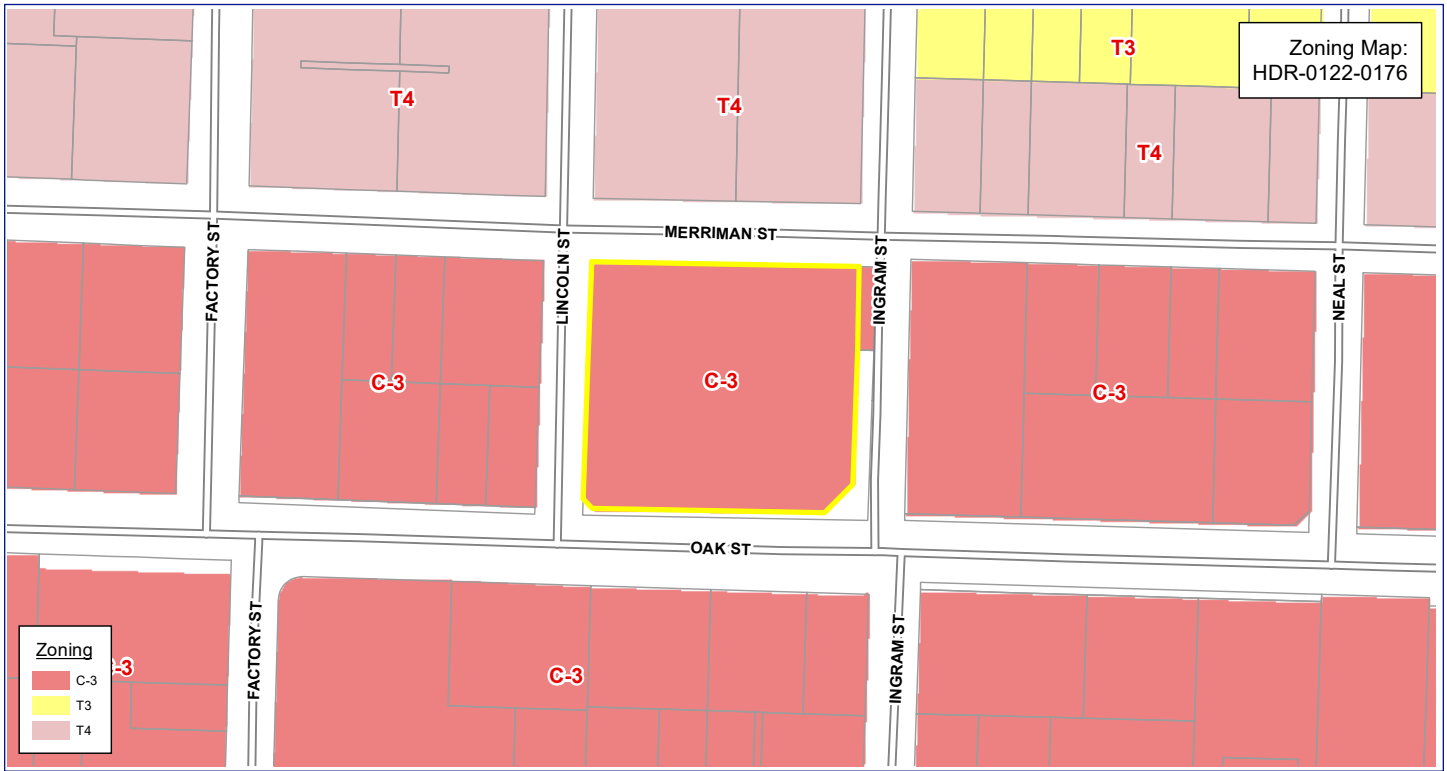 Zoning Map:
HDR-0122-0176
T3
T4
T4
T4
MERRIMAN ST
FACTORY ST
LINCOLN ST
INGRAM ST
NEAL ST
C-3
C-3
C-3
OAK ST
FACTORY ST
INGRAM ST
C-3
-3
Zoning
C-3
T3
T4